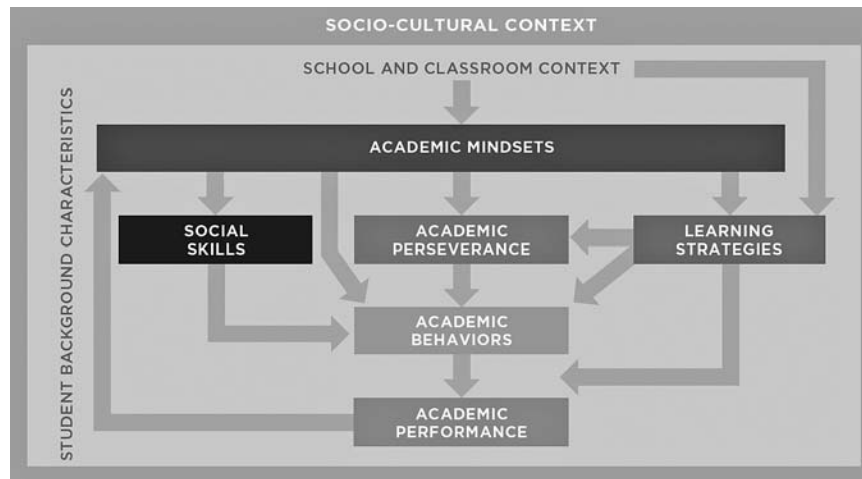 SOCIO-CULTURAL CONTEXT
SCHOOL AND CLASSROOM CONTEXT
STUDENT BACKGROUND CHARACTERISTICS
ACADEMIC MINDSETS
SOCIAL
SKILLS
ACADEMIC
PERSEVERANCE
LEARNING
STRATEGIES
ACADEMIC
BEHAVIORS
ACADEMIC
PERFORMANCE